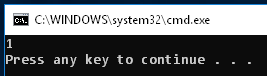 C:\WINDOWS\system32\cmd.exe
1
Press any key to continue . . .